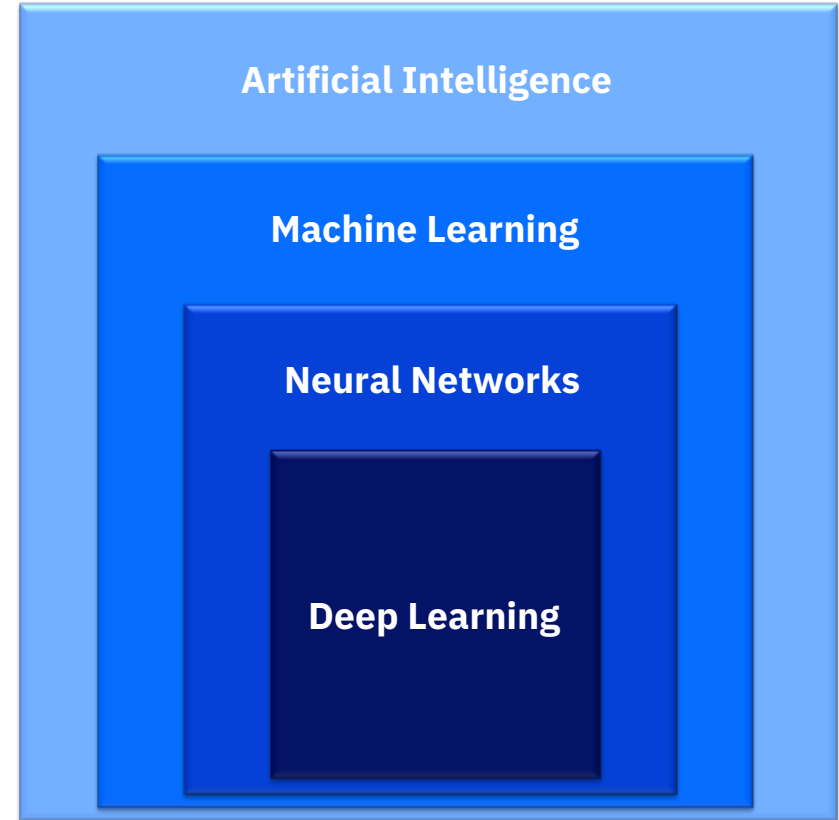 Artificial Intelligence
Machine Learning
Neural Networks
Deep Learning